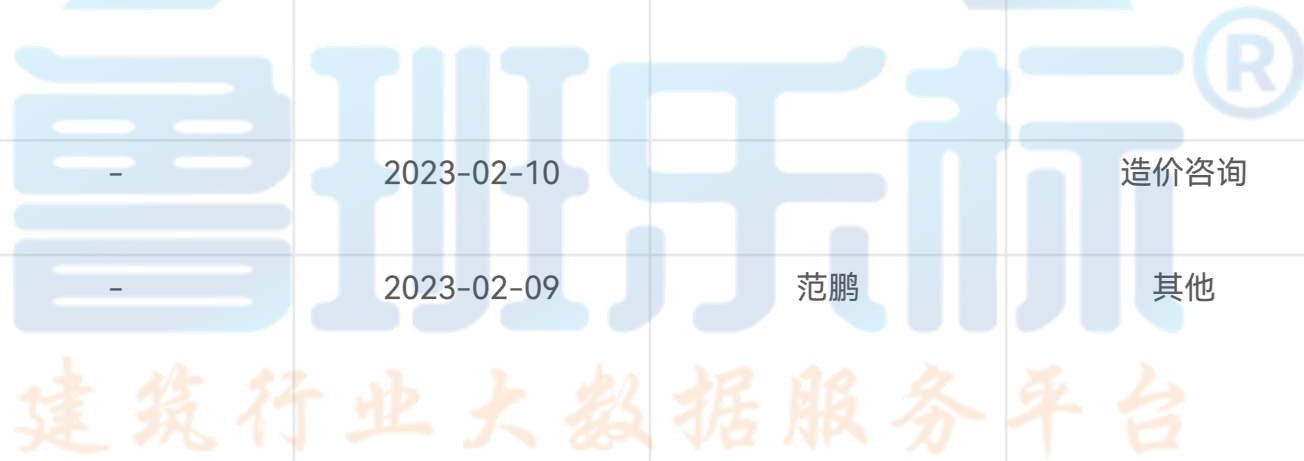 鲁班乐标®
- 2023-02-10 造价咨询
- 2023-02-09 范鹏 其他
建筑行业大数据服务平台